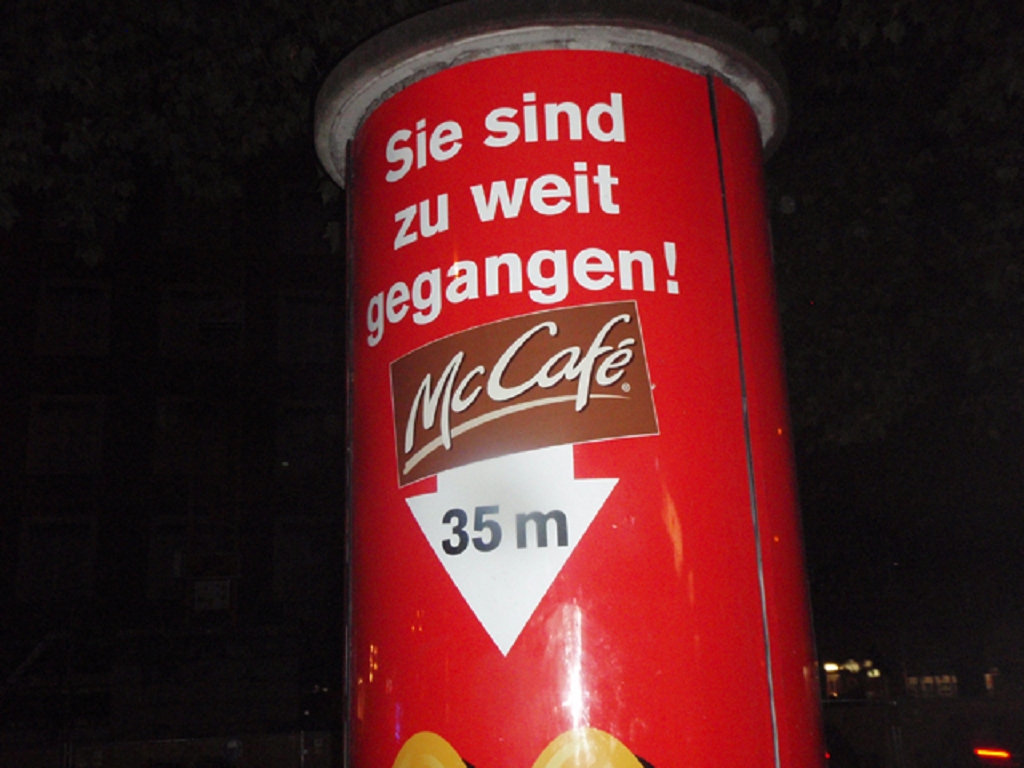 Sie sind
zu weit
gegangen!
McCafé®
35 m